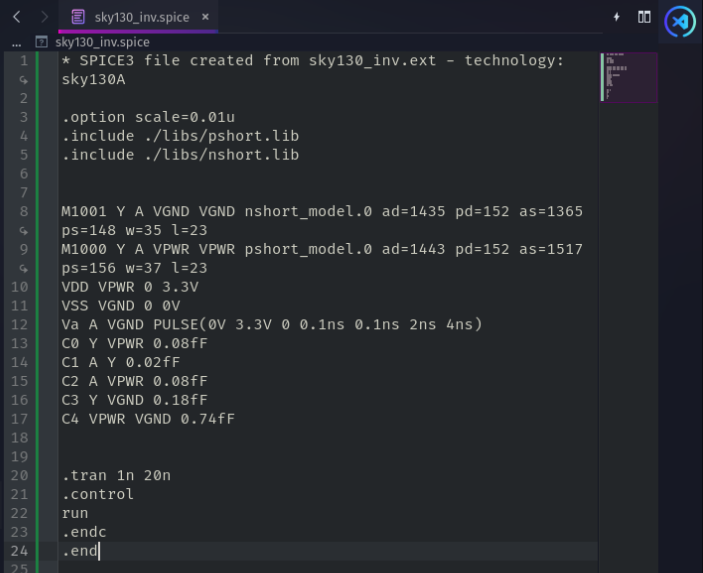 sky130_inv.spice ×
... sky130_inv.spice
1 * SPICE3 file created from sky130_inv.ext - technology:
sky130A
2
3 .option scale=0.01u
4 .include ./libs/pshort.lib
5 .include ./libs/nshort.lib
6
7
8 M1001 Y A VGND VGND nshort_model.0 ad=1435 pd=152 as=1365
ps=148 w=35 l=23
9 M1000 Y A VPWR VPWR pshort_model.0 ad=1443 pd=152 as=1517
ps=156 w=37 l=23
10 VDD VPWR 0 3.3V
11 VSS VGND 0 0V
12 Va A VGND PULSE(0V 3.3V 0 0.1ns 0.1ns 2ns 4ns)
13 C0 Y VPWR 0.08fF
14 C1 A Y 0.02fF
15 C2 A VPWR 0.08fF
16 C3 Y VGND 0.18fF
17 C4 VPWR VGND 0.74fF
18
19
20 .tran 1n 20n
21 .control
22 run
23 .endc
24 .end
25